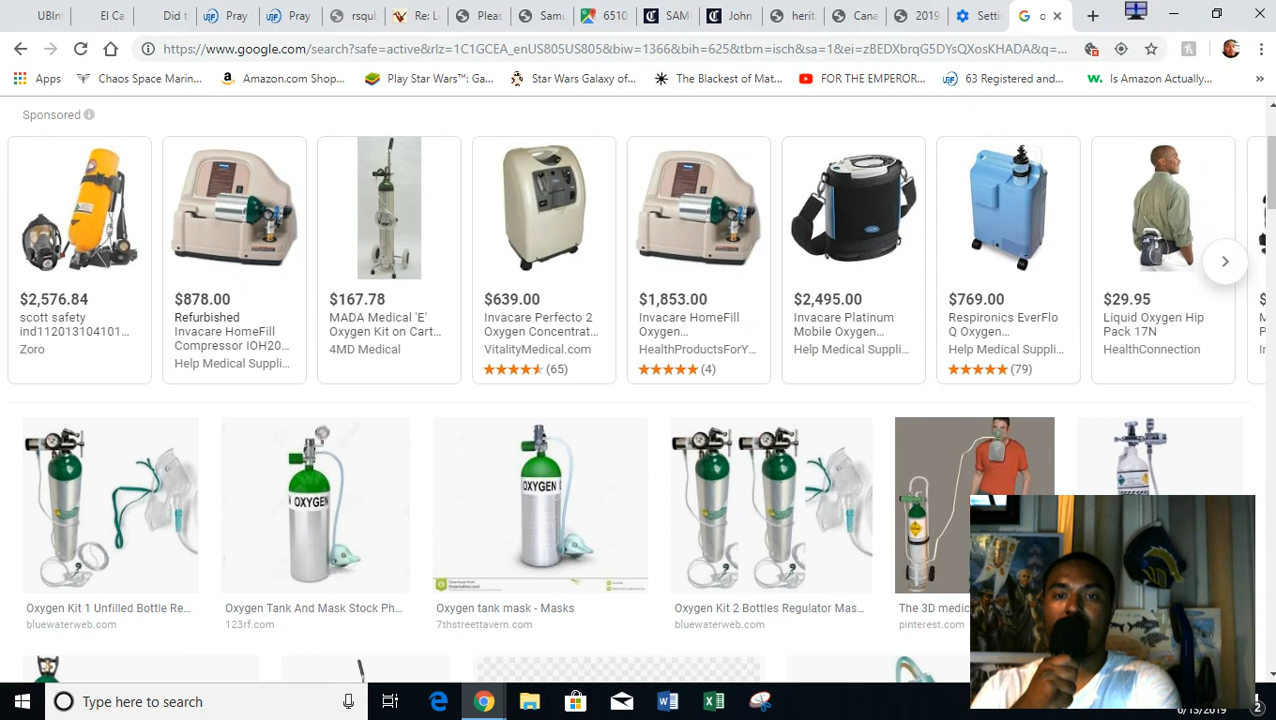 UBInt El Ca Did t Pray Pray rsqub Pleas Samu 6510 SAM John herit Cana 2019 Setti
https://www.google.com/search?safe=active&rlz=1C1GCEA_enUS805US805&biw=1366&bih=625&tbm=isch&sa=1&ei=zBEDXbrqG5DYsQXosKHADA&q=...
Apps Chaos Space Marin... Amazon.com Shop... Play Star Wars™: Ga... Star Wars Galaxy of... The Blackest of Mat... FOR THE EMPEROR... 63 Registered and... Is Amazon Actually...
Sponsored
$2,576.84 $878.00 $167.78 $639.00 $1,853.00 $2,495.00 $769.00 $29.95
scott safety Refurbished MADA Medical 'E' Invacare Perfecto 2 Invacare HomeFill Invacare Platinum Respironics EverFlo Liquid Oxygen Hip
ind112013104101... Invacare HomeFill Oxygen Kit on Cart... Oxygen Concentrat... Oxygen... Mobile Oxygen... Q Oxygen... Pack 17N
Zoro Compressor IOH20... 4MD Medical VitalityMedical.com HealthProductsForY... Help Medical Suppli... Help Medical Suppli... HealthConnection
Help Medical Suppli... (65) (4) (79)
OXYGEN OXYGEN
Oxygen Kit 1 Unfilled Bottle Re... Oxygen Tank And Mask Stock Ph... Oxygen tank mask - Masks Oxygen Kit 2 Bottles Regulator Mas... The 3D medic
bluewaterweb.com 123rf.com 7thstreettavern.com bluewaterweb.com pinterest.com
Type here to search
6/13/2019
2